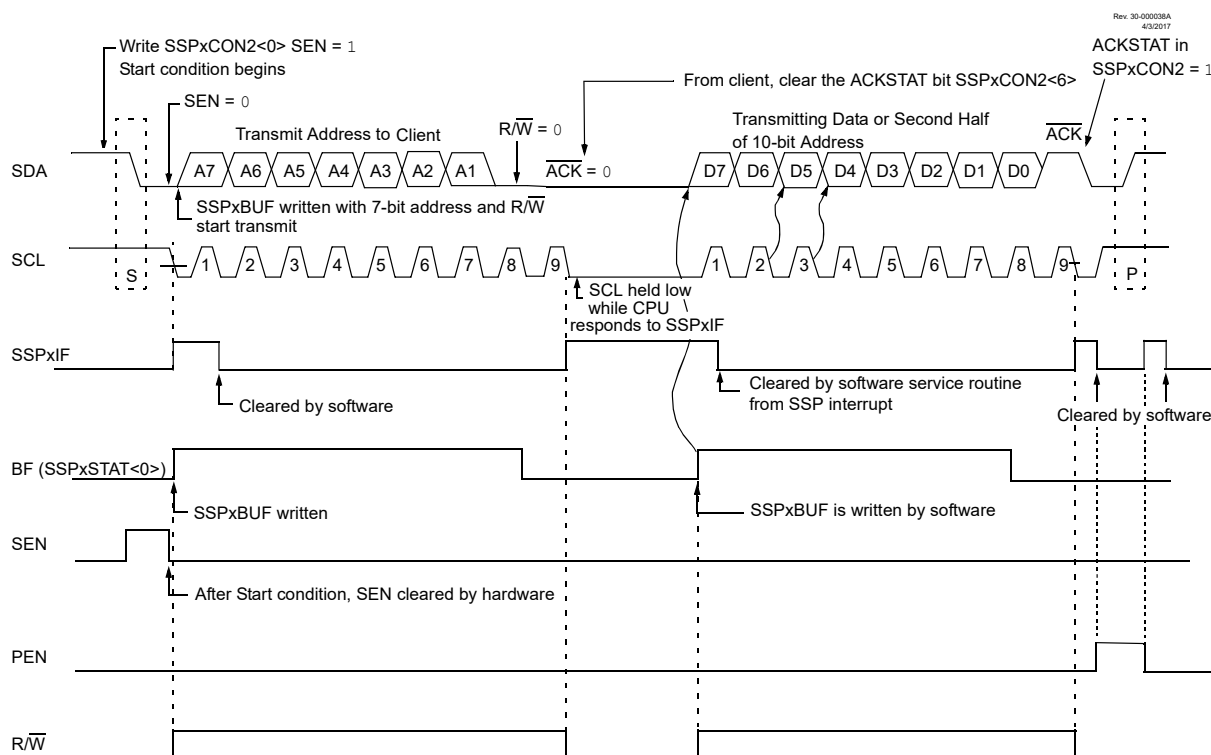 Rev. 30-000038A
4/3/2017
Write SSPxCON2<0> SEN = 1
Start condition begins
ACKSTAT in
SSPxCON2 = 1
From client, clear the ACKSTAT bit SSPxCON2<6>
SEN = 0
Transmit Address to Client
R/W = 0
Transmitting Data or Second Half
of 10-bit Address
ACK
SDA
A7 A6 A5 A4 A3 A2 A1
ACK = 0
D7 D6 D5 D4 D3 D2 D1 D0
SSPxBUF written with 7-bit address and R/W
start transmit
SCL
S
1 2 3 4 5 6 7 8 9
1 2 3 4 5 6 7 8 9
P
SCL held low
while CPU
responds to SSPxIF
SSPxIF
Cleared by software
Cleared by software service routine
from SSP interrupt
Cleared by software
BF (SSPxSTAT<0>)
SSPxBUF written
SSPxBUF is written by software
SEN
After Start condition, SEN cleared by hardware
PEN
R/W